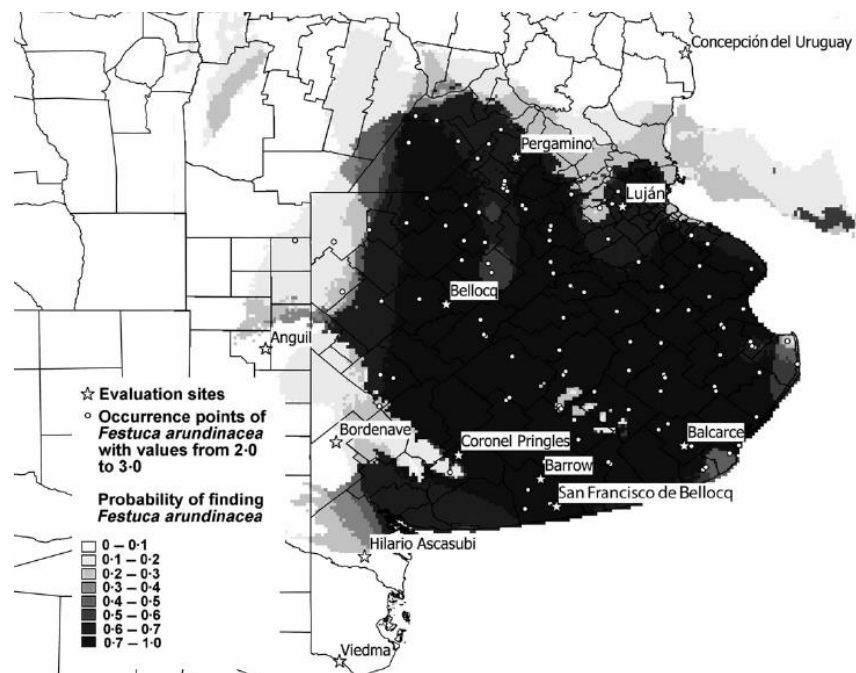 Concepción del Uruguay
Pergamino
Luján
Bellocq
Anguil
☆ Evaluation sites
○ Occurrence points of
Festuca arundinacea
with values from 2·0
to 3·0
Bordenave
Coronel Pringles
Balcarce
Barrow
San Francisco de Bellocq
Probability of finding
Festuca arundinacea
0 – 0·1
0·1 – 0·2
0·2 – 0·3
0·3 – 0·4
0·4 – 0·5
0·5 – 0·6
0·6 – 0·7
0·7 – 1·0
Hilario Ascasubi
Viedma